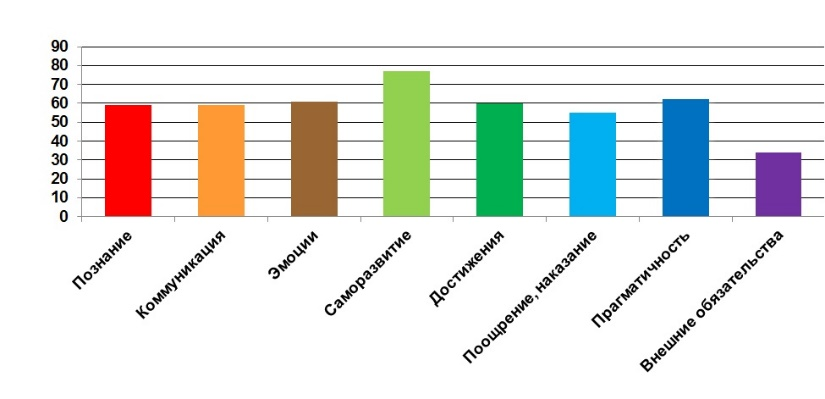 90
80
70
60
50
40
30
20
10
0
Познание
Коммуникация
Эмоции
Саморазвитие
Достижения
Поощрение, наказание
Прагматичность
Внешние обязательства